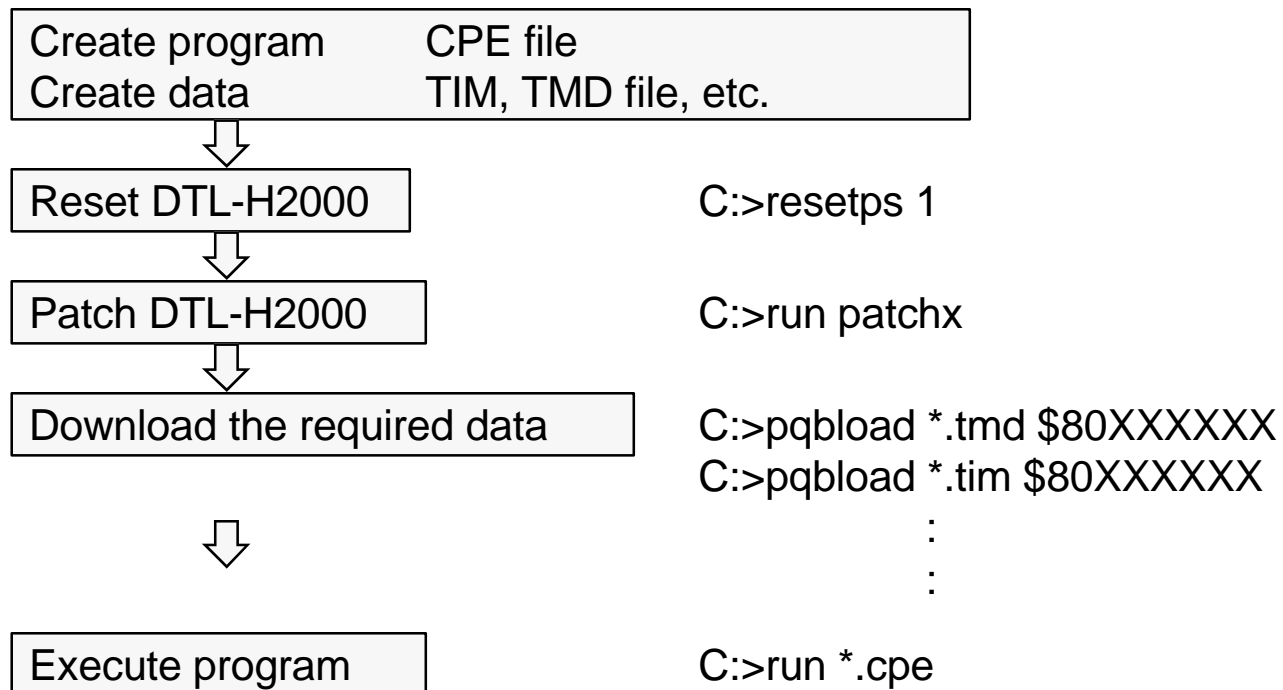 Create program CPE file
Create data TIM, TMD file, etc.
Reset DTL-H2000 C:>resetps 1
Patch DTL-H2000 C:>run patchx
Download the required data C:>pqbload *.tmd $80XXXXXX
C:>pqbload *.tim $80XXXXXX
:
:
Execute program C:>run *.cpe